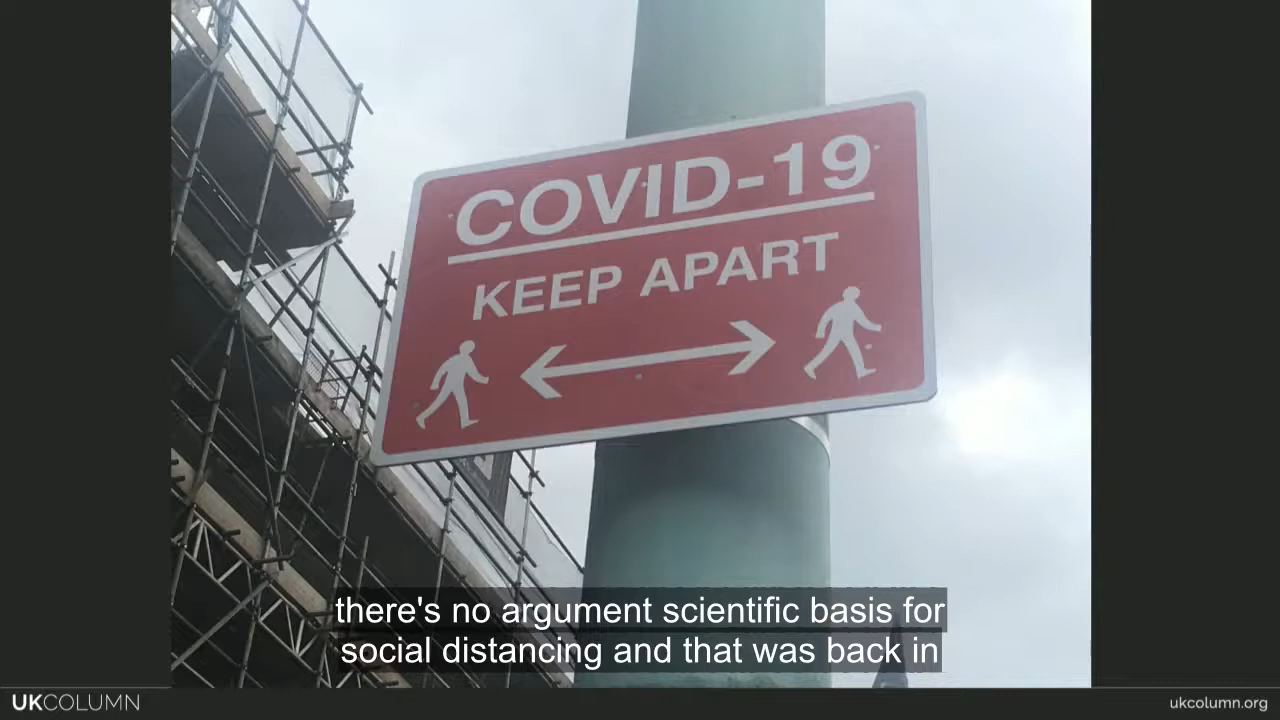 COVID-19
KEEP APART
there's no argument scientific basis for
social distancing and that was back in
UKCOLUMN
ukcolumn.org